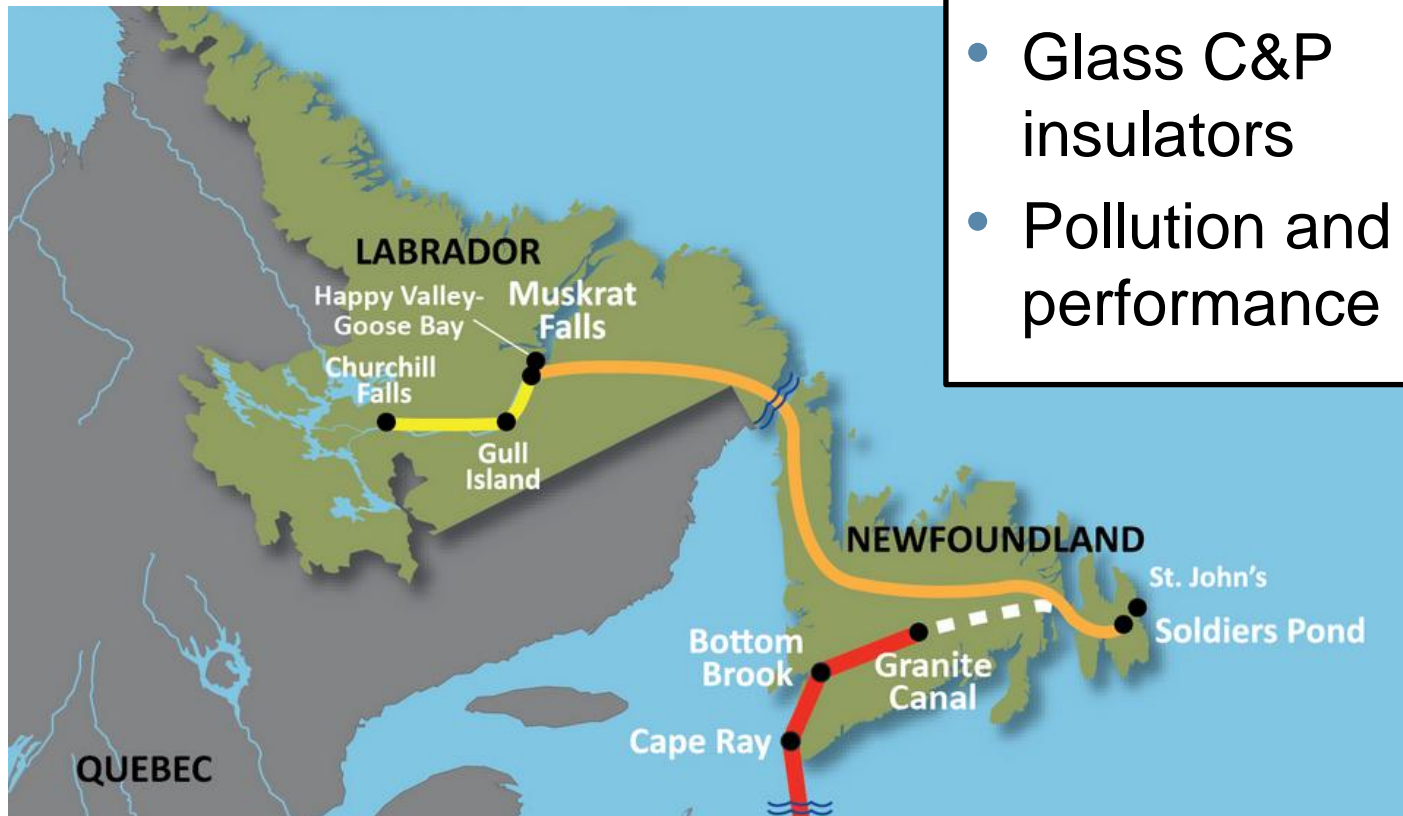 • Glass C&P
insulators
• Pollution and
performance
LABRADOR
Happy Valley-
Goose Bay
Muskrat
Falls
Churchill
Falls
Gull
Island
NEWFOUNDLAND
St. John's
Soldiers Pond
Bottom
Brook
Granite
Canal
Cape Ray
QUEBEC